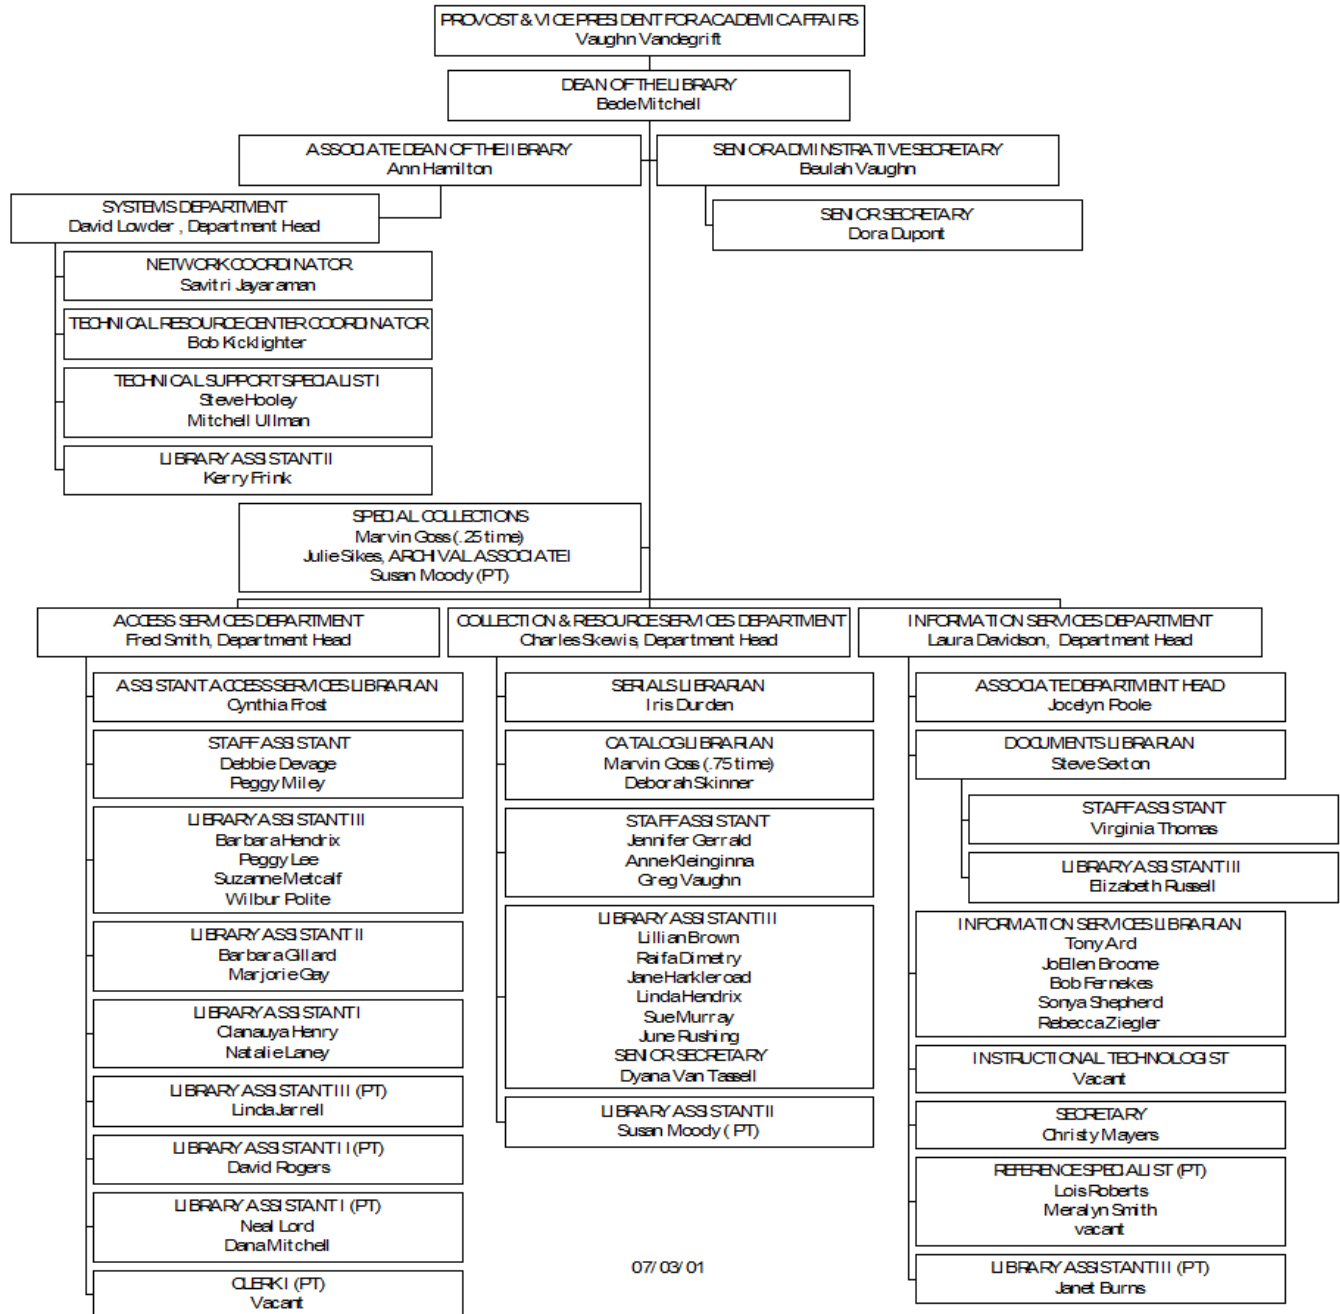 PROVOST & VICE PRESIDENT FOR ACADEMIC AFFAIRS
Vaughn Vandegrift
DEAN OF THE LIBRARY
Bede Mitchell
ASSOCIATE DEAN OF THE lIBRARY
Ann Hamilton
SENIOR ADMINSTRATIVE SECRETARY
Beulah Vaughn
SENIOR SECRETARY
Dora Dupont
SYSTEMS DEPARTMENT
David Lowder , Department Head
NETWORK COORDINATOR
Savitri Jayaraman
TECHNICAL RESOURCE CENTER COORDINATOR
Bob Kicklighter
TECHNICAL SUPPORT SPECIALIST I
Steve Hooley
Mitchell Ullman
LIBRARY ASSISTANT II
Kerry Frink
SPECIAL COLLECTIONS
Marvin Goss (.25 time)
Julie Sikes, ARCHIVAL ASSOCIATE I
Susan Moody (PT)
ACCESS SERVICES DEPARTMENT
Fred Smith, Department Head
ASSISTANT ACCESS SERVICES LIBRARIAN
Cynthia Frost
STAFF ASSISTANT
Debbie Devage
Peggy Miley
LIBRARY ASSISTANT III
Barbara Hendrix
Peggy Lee
Suzanne Metcalf
Wilbur Polite
LIBRARY ASSISTANT II
Barbara Gillard
Marjorie Gay
LIBRARY ASSISTANT I
Clanauya Henry
Natalie Laney
LIBRARY ASSISTANT III (PT)
Linda Jarrell
LIBRARY ASSISTANT II (PT)
David Rogers
LIBRARY ASSISTANT I (PT)
Neal Lord
Dana Mitchell
CLERK I (PT)
Vacant
COLLECTION & RESOURCE SERVICES DEPARTMENT
Charles Skewis, Department Head
SERIALS LIBRARIAN
Iris Durden
CATALOG LIBRARIAN
Marvin Goss (.75 time)
Deborah Skinner
STAFF ASSISTANT
Jennifer Gerrald
Anne Kleinginna
Greg Vaughn
LIBRARY ASSISTANT III
Lillian Brown
Raifa Dimetry
Jane Harkleroad
Linda Hendrix
Sue Murray
June Rushing
SENIOR SECRETARY
Dyana Van Tassell
LIBRARY ASSISTANT II
Susan Moody ( PT)
INFORMATION SERVICES DEPARTMENT
Laura Davidson, Department Head
ASSOCIATE DEPARTMENT HEAD
Jocelyn Poole
DOCUMENTS LIBRARIAN
Steve Sexton
STAFF ASSISTANT
Virginia Thomas
LIBRARY ASSISTANT III
Elizabeth Russell
INFORMATION SERVICES LIBRARIAN
Tony Ard
JoEllen Broome
Bob Fernekes
Sonya Shepherd
Rebecca Ziegler
INSTRUCTIONAL TECHNOLOGIST
Vacant
SECRETARY
Christy Mayers
REFERENCE SPECIALIST (PT)
Lois Roberts
Meralyn Smith
vacant
LIBRARY ASSISTANT III (PT)
Janet Burns
07/03/01